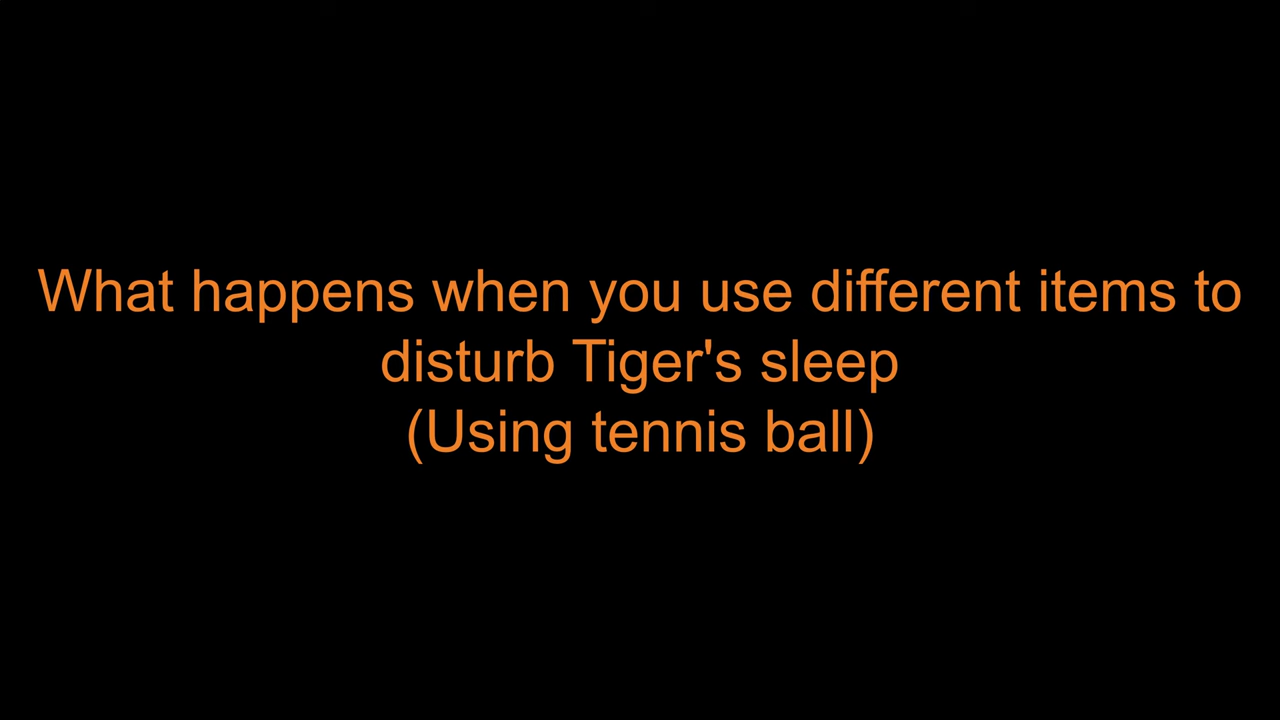 What happens when you use different items to
disturb Tiger's sleep
(Using tennis ball)